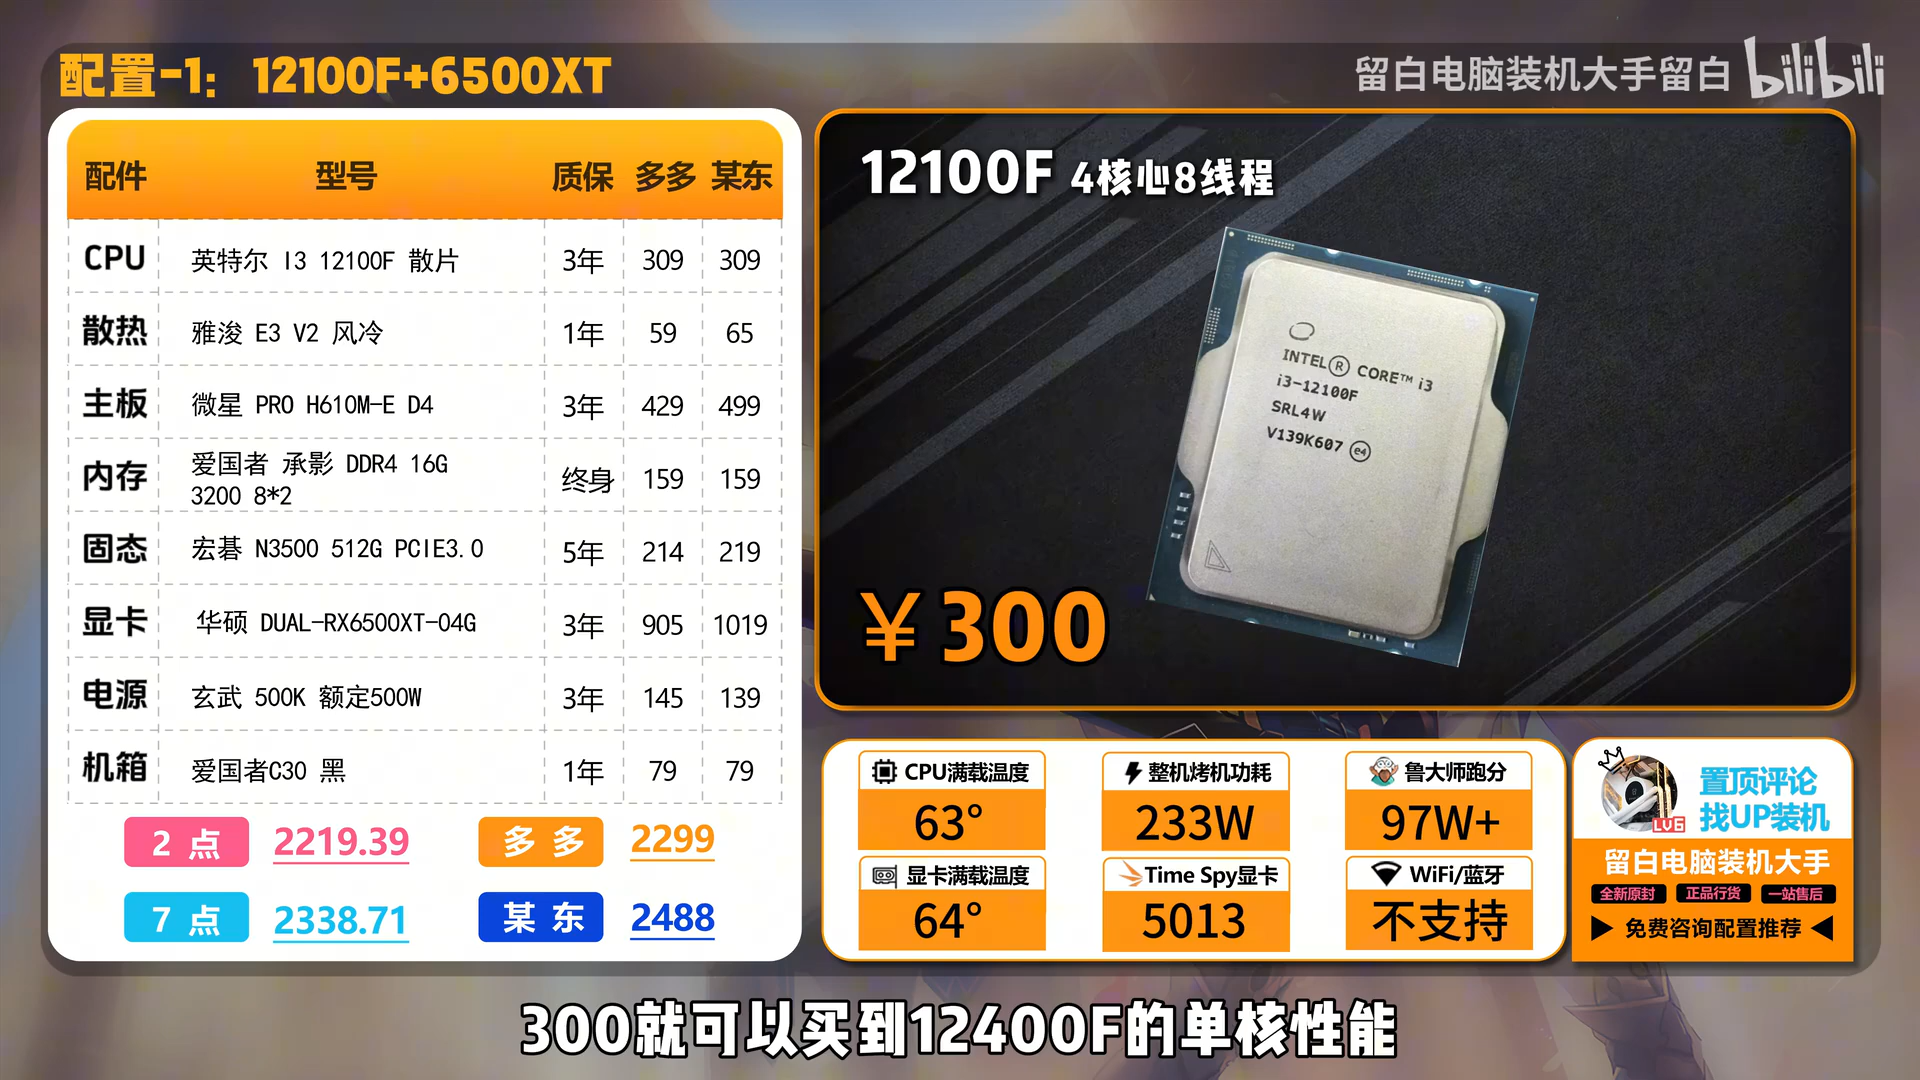 配置-1: 12100F+6500XT
留白电脑装机大手留白 bilibili
配件 型号 质保 多多 某东
CPU 英特尔 I3 12100F 散片 3年 309 309
散热 雅浚 E3 V2 风冷 1年 59 65
主板 微星 PRO H610M-E D4 3年 429 499
内存 爱国者 承影 DDR4 16G 3200 8*2 终身 159 159
固态 宏碁 N3500 512G PCIE3.0 5年 214 219
显卡 华硕 DUAL-RX6500XT-04G 3年 905 1019
电源 玄武 500K 额定500W 3年 145 139
机箱 爱国者C30 黑 1年 79 79
2 点 2219.39 多多 2299
7 点 2338.71 某东 2488
12100F 4核心8线程
INTEL® CORE™ i3
i3-12100F
SRL4W
V139K607 e4
¥300
CPU满载温度 整机烤机功耗 鲁大师跑分
63° 233W 97W+
显卡满载温度 Time Spy显卡 WiFi/蓝牙
64° 5013 不支持
置顶评论
找UP装机
LV6
留白电脑装机大手
全新原封 正品行货 一站售后
免费咨询配置推荐
300就可以买到12400F的单核性能